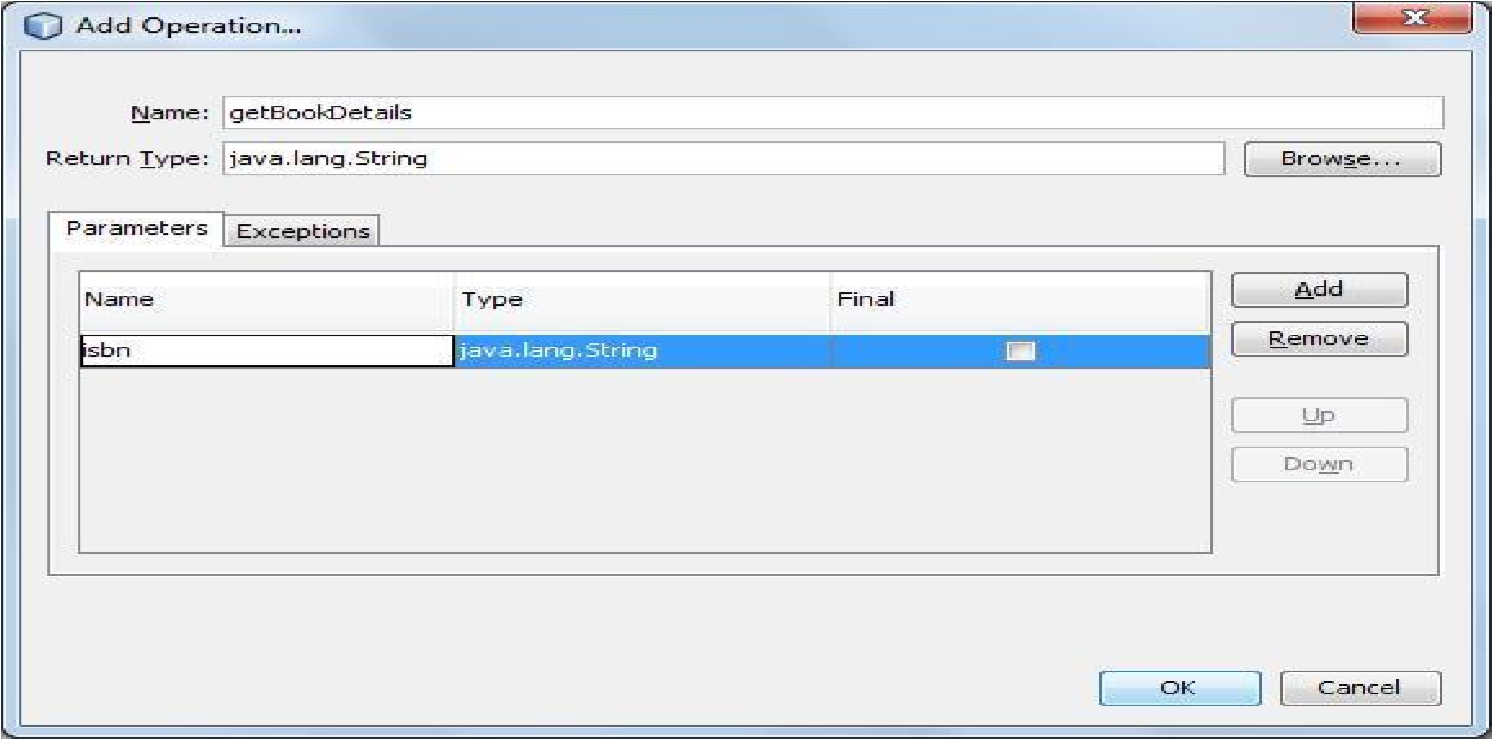 Add Operation...
Name: getBookDetails
Return Type: java.lang.String Browse...
Parameters Exceptions
Name Type Final Add
isbn java.lang.String Remove
Up
Down
OK Cancel